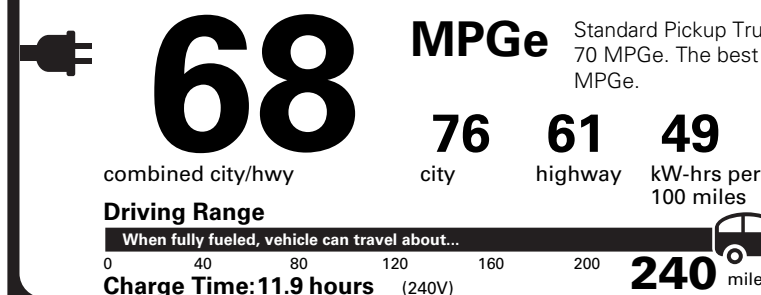 68 MPGe
Standard Pickup Tru
70 MPGe. The best
MPGe.
76 61 49
combined city/hwy city highway kW-hrs per
100 miles
Driving Range
When fully fueled, vehicle can travel about...
0 40 80 120 160 200 240 mile
Charge Time: 11.9 hours (240V)